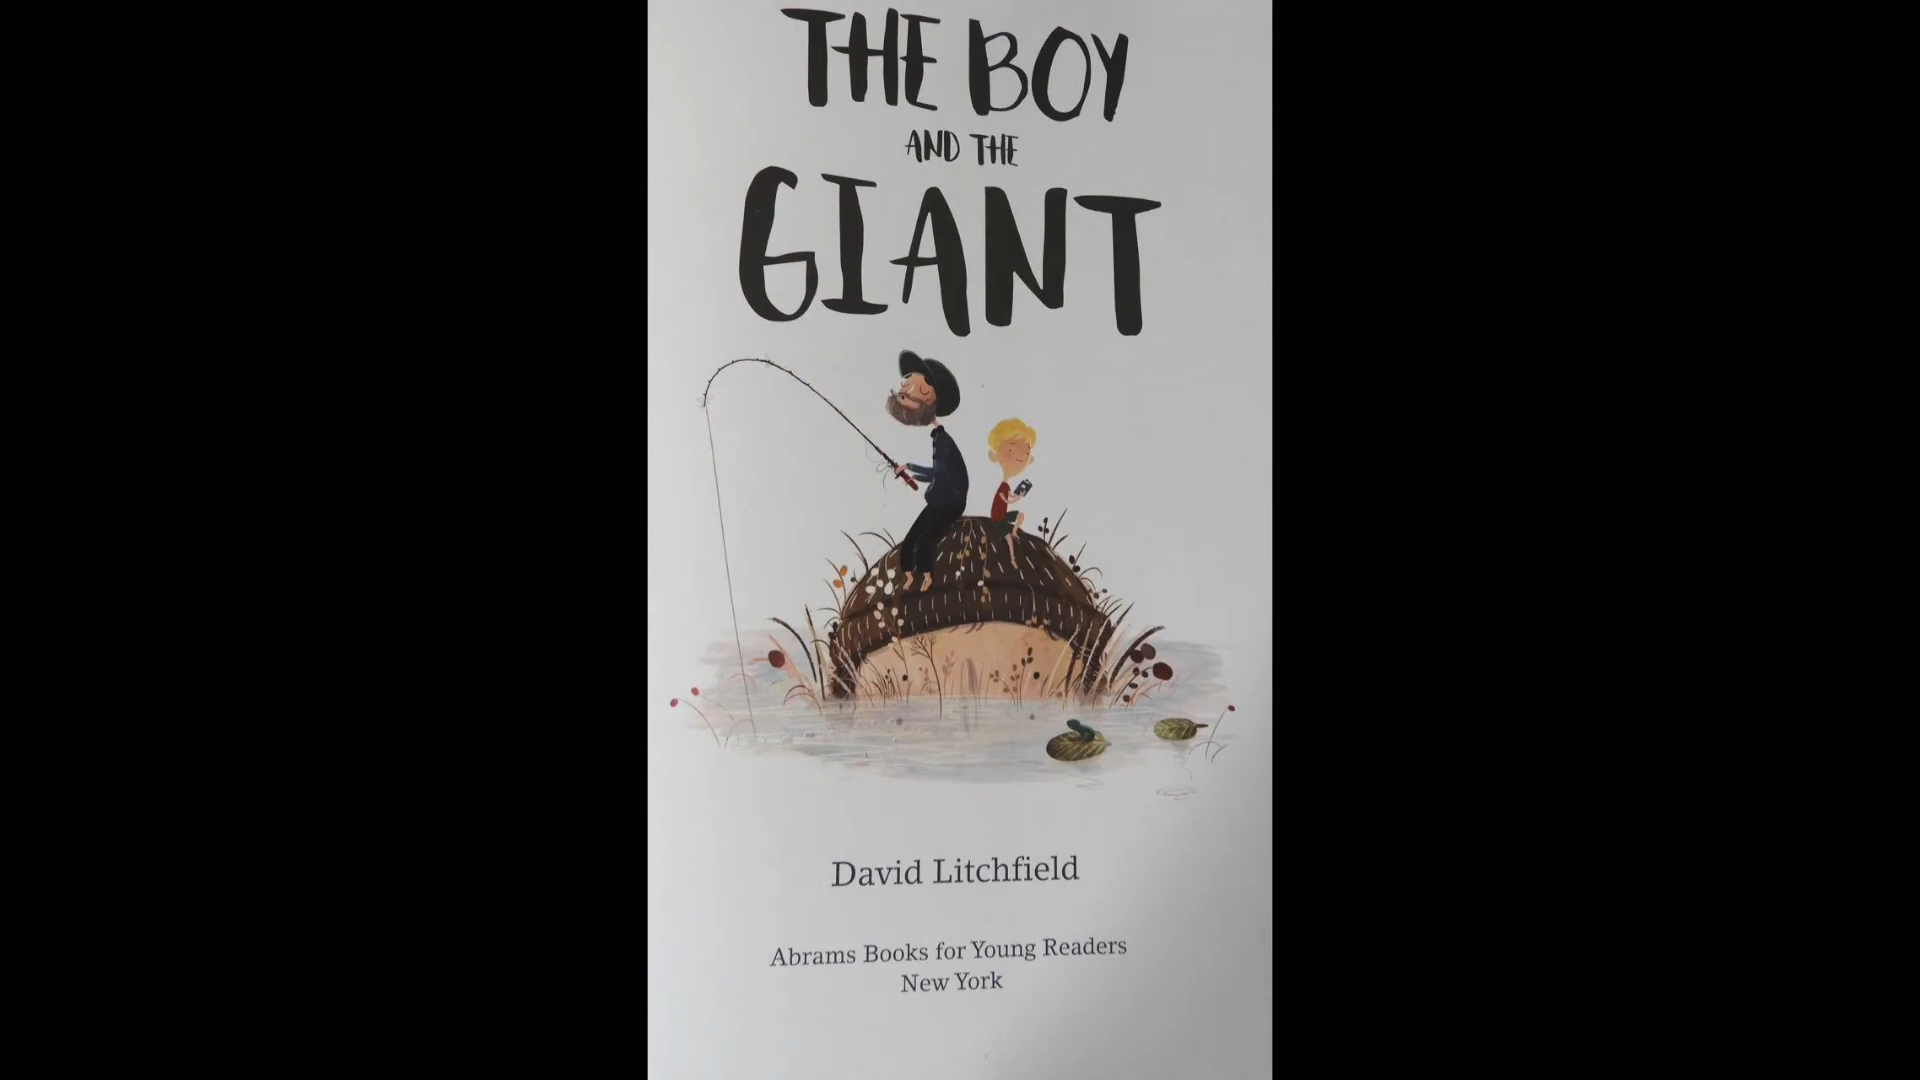 THE BOY
AND THE
GIANT
David Litchfield
Abrams Books for Young Readers
New York